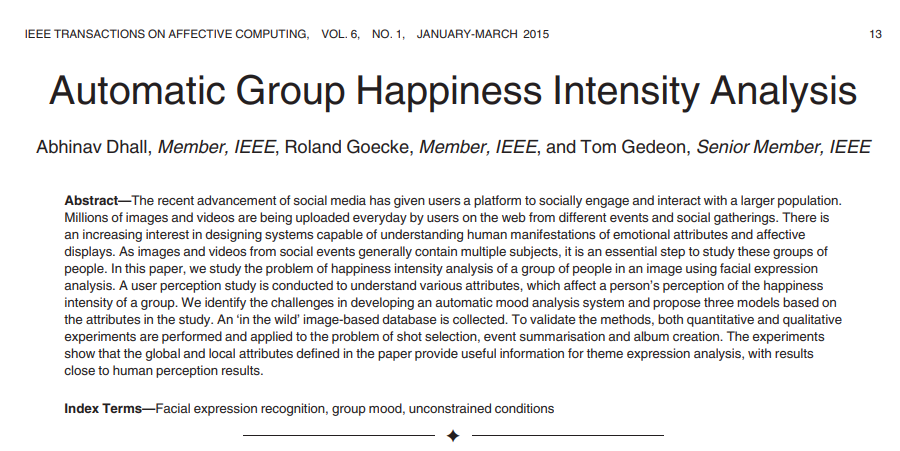 IEEE TRANSACTIONS ON AFFECTIVE COMPUTING, VOL. 6, NO. 1, JANUARY-MARCH 2015 13
Automatic Group Happiness Intensity Analysis
Abhinav Dhall, Member, IEEE, Roland Goecke, Member, IEEE, and Tom Gedeon, Senior Member, IEEE
Abstract—The recent advancement of social media has given users a platform to socially engage and interact with a larger population.
Millions of images and videos are being uploaded everyday by users on the web from different events and social gatherings. There is
an increasing interest in designing systems capable of understanding human manifestations of emotional attributes and affective
displays. As images and videos from social events generally contain multiple subjects, it is an essential step to study these groups of
people. In this paper, we study the problem of happiness intensity analysis of a group of people in an image using facial expression
analysis. A user perception study is conducted to understand various attributes, which affect a person's perception of the happiness
intensity of a group. We identify the challenges in developing an automatic mood analysis system and propose three models based on
the attributes in the study. An 'in the wild' image-based database is collected. To validate the methods, both quantitative and qualitative
experiments are performed and applied to the problem of shot selection, event summarisation and album creation. The experiments
show that the global and local attributes defined in the paper provide useful information for theme expression analysis, with results
close to human perception results.
Index Terms—Facial expression recognition, group mood, unconstrained conditions